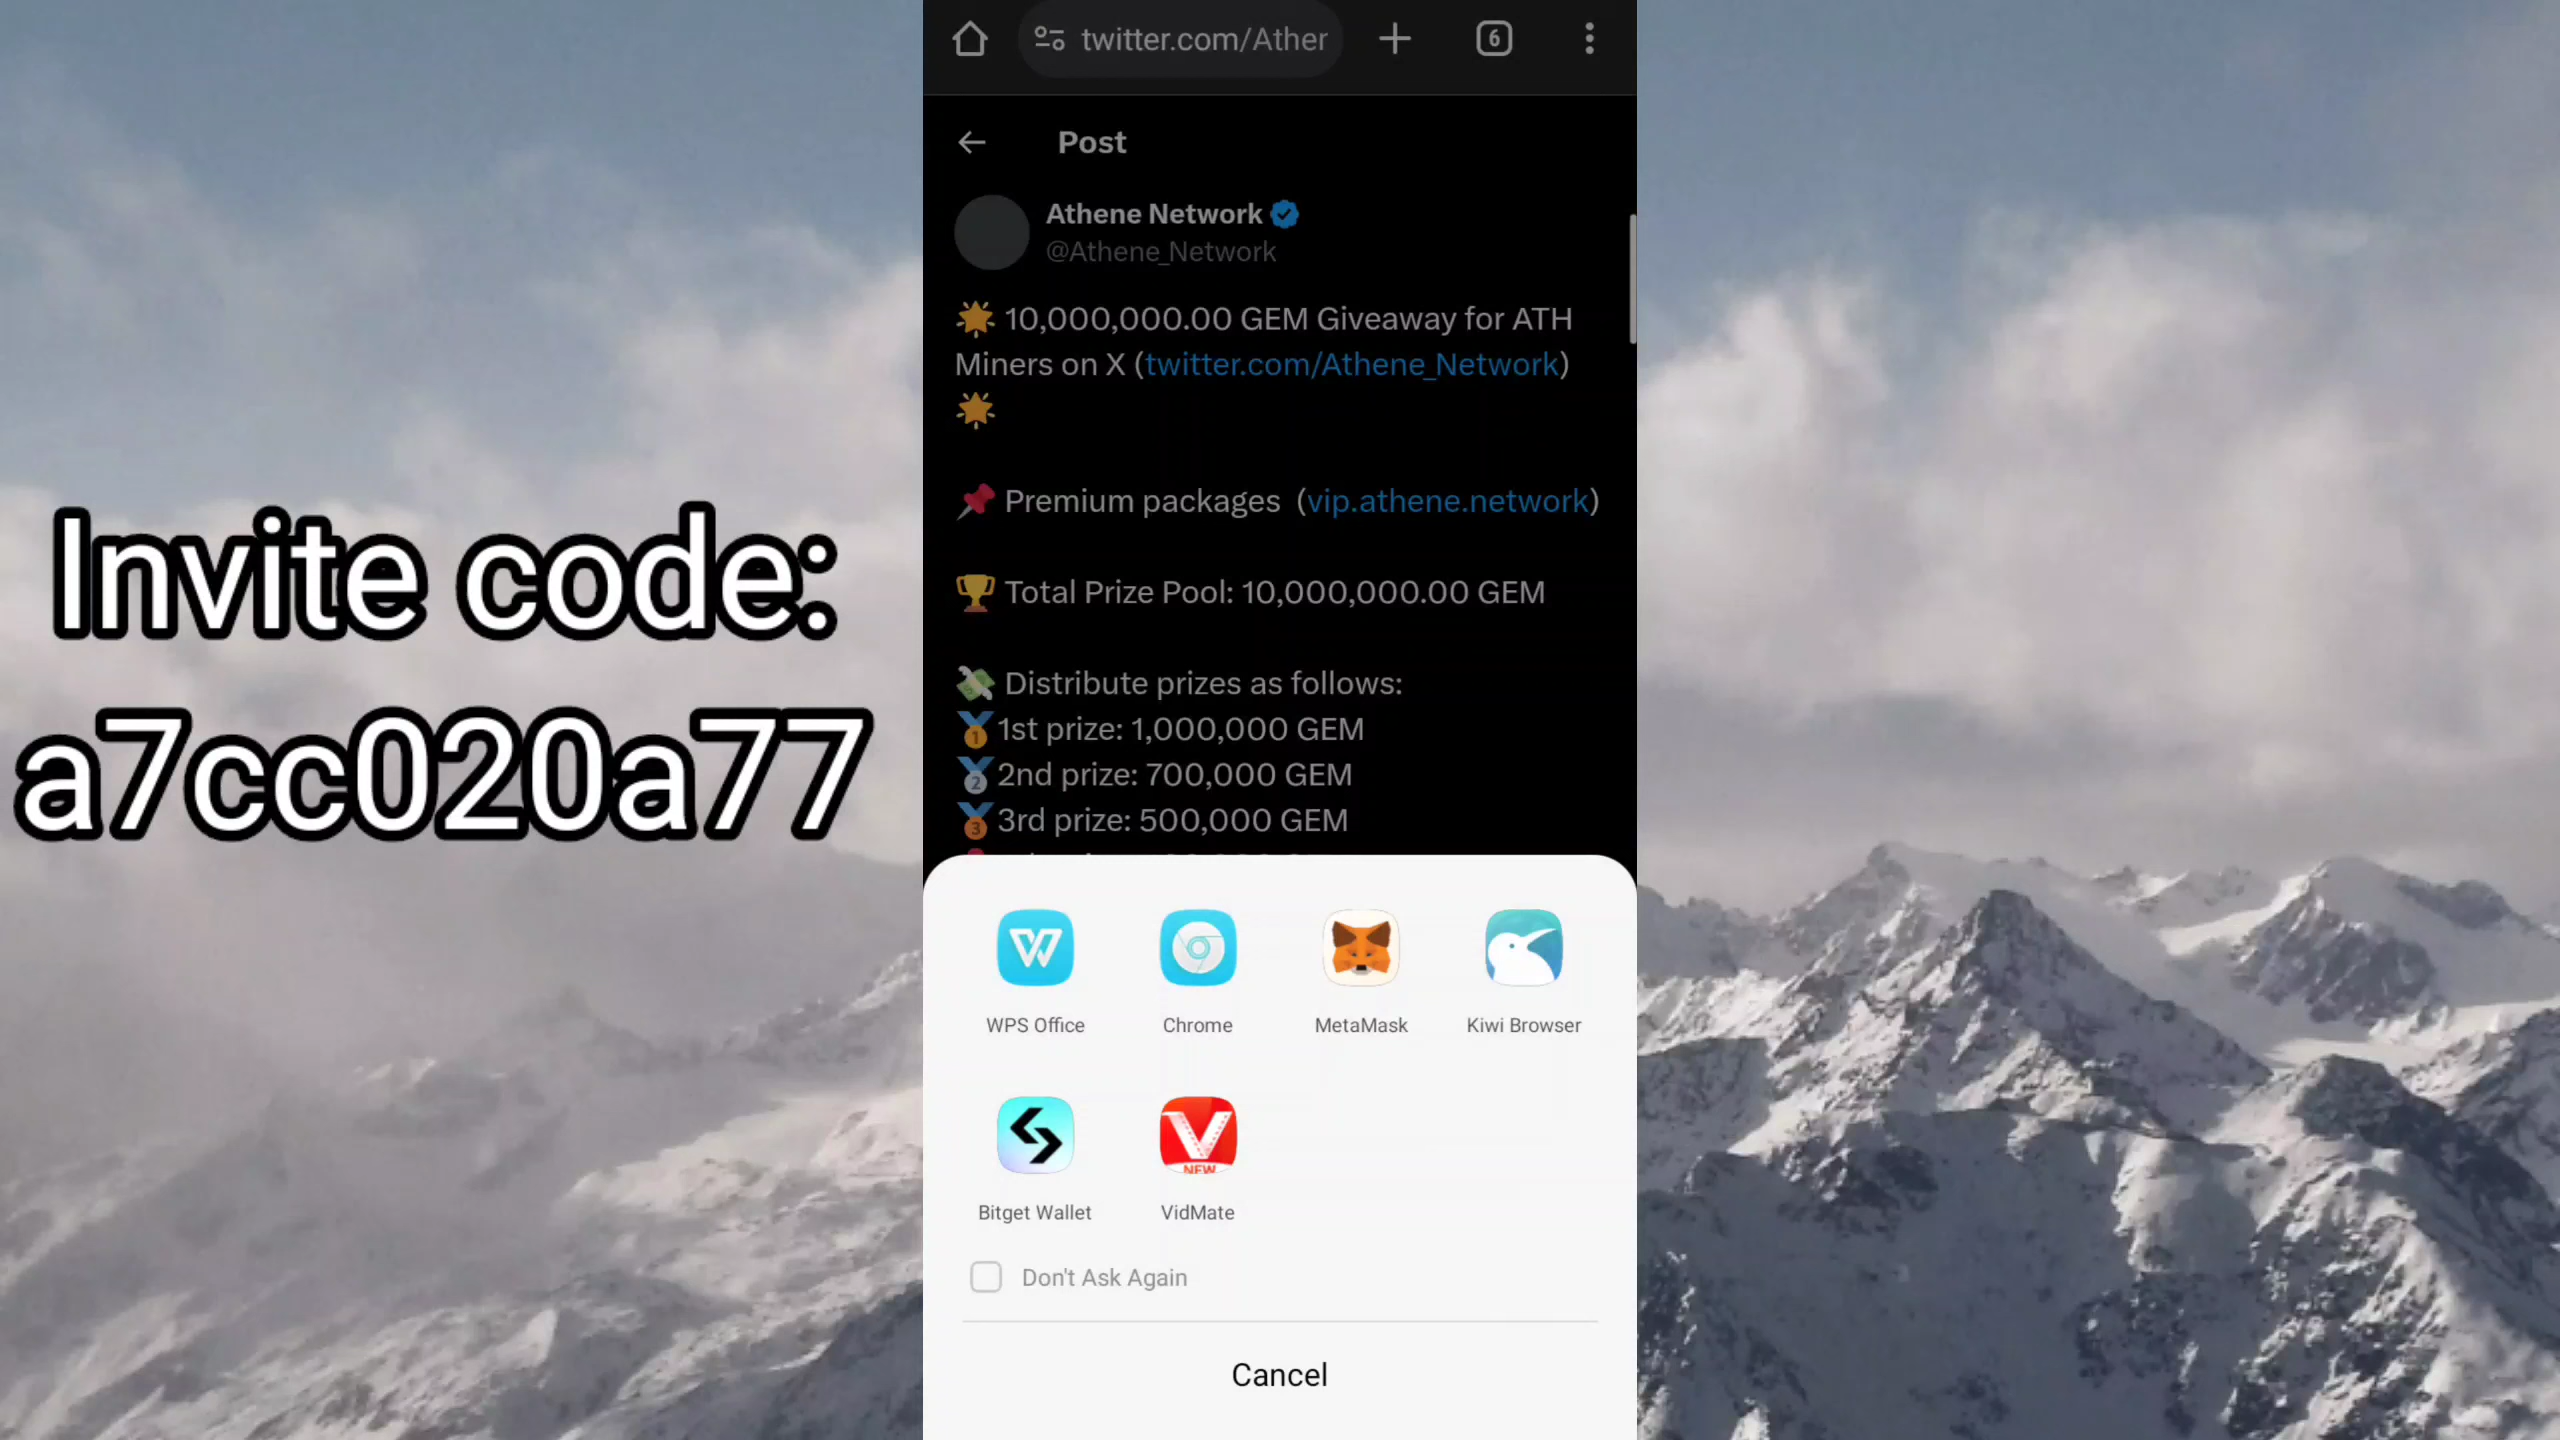 Invite code:
a7cc020a77
twitter.com/Ather
6
Post
Athene Network
@Athene_Network
🌟 10,000,000.00 GEM Giveaway for ATH
Miners on X (twitter.com/Athene_Network)
🌟
📌 Premium packages (vip.athene.network)
🏆 Total Prize Pool: 10,000,000.00 GEM
💸 Distribute prizes as follows:
🥇1st prize: 1,000,000 GEM
🥈2nd prize: 700,000 GEM
🥉3rd prize: 500,000 GEM
WPS Office
Chrome
MetaMask
Kiwi Browser
NEW
Bitget Wallet
VidMate
Don't Ask Again
Cancel